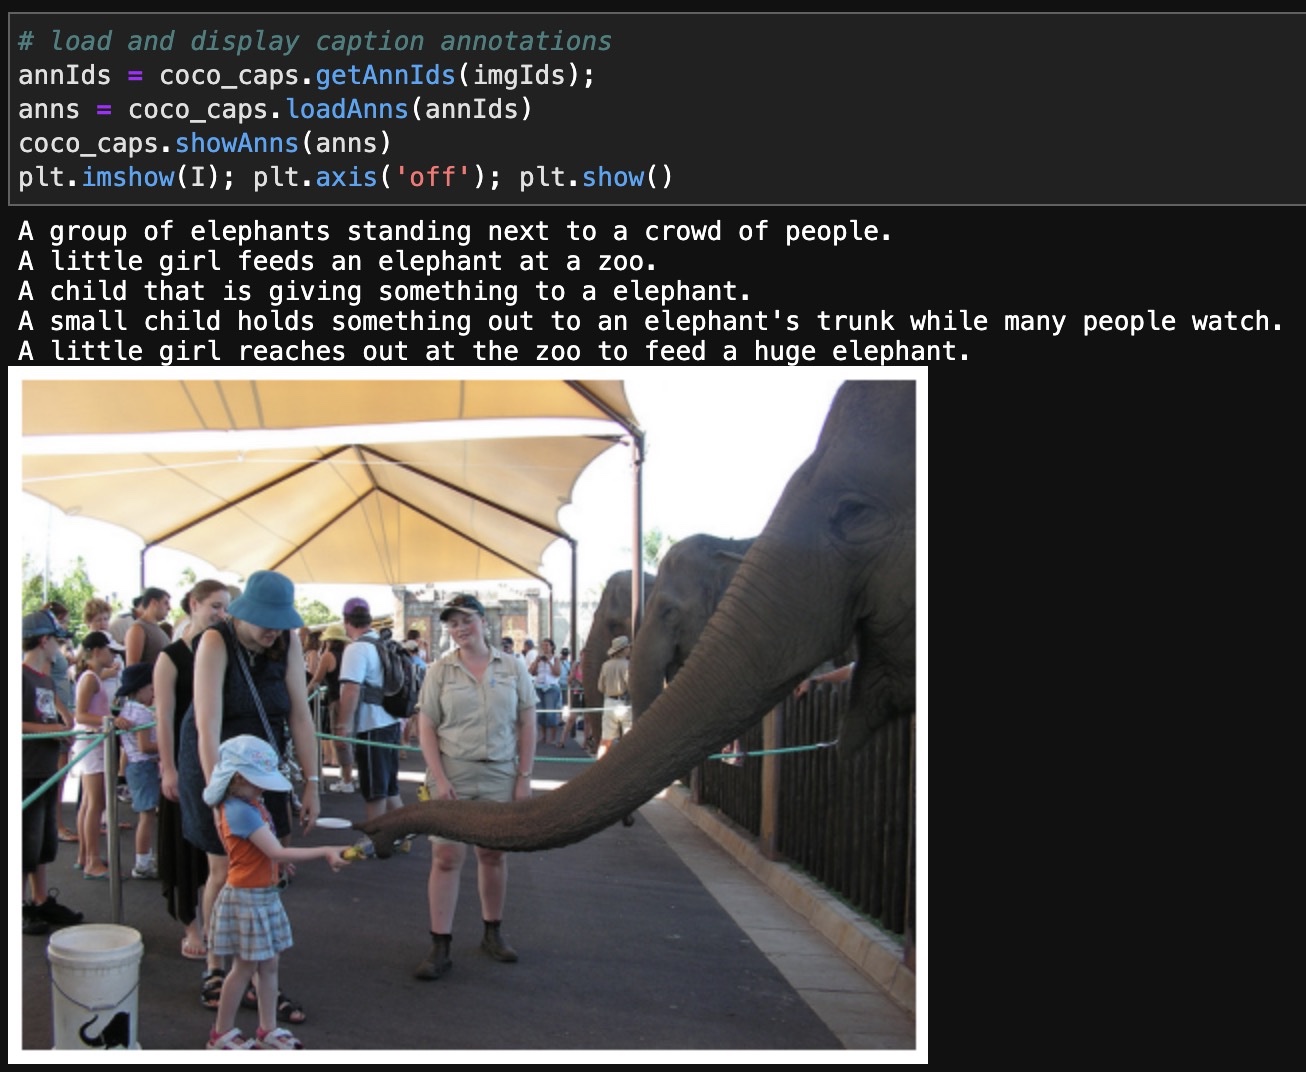 # load and display caption annotations
annIds = coco_caps.getAnnIds(imgIds);
anns = coco_caps.loadAnns(annIds)
coco_caps.showAnns(anns)
plt.imshow(I); plt.axis('off'); plt.show()
A group of elephants standing next to a crowd of people.
A little girl feeds an elephant at a zoo.
A child that is giving something to a elephant.
A small child holds something out to an elephant's trunk while many people watch.
A little girl reaches out at the zoo to feed a huge elephant.